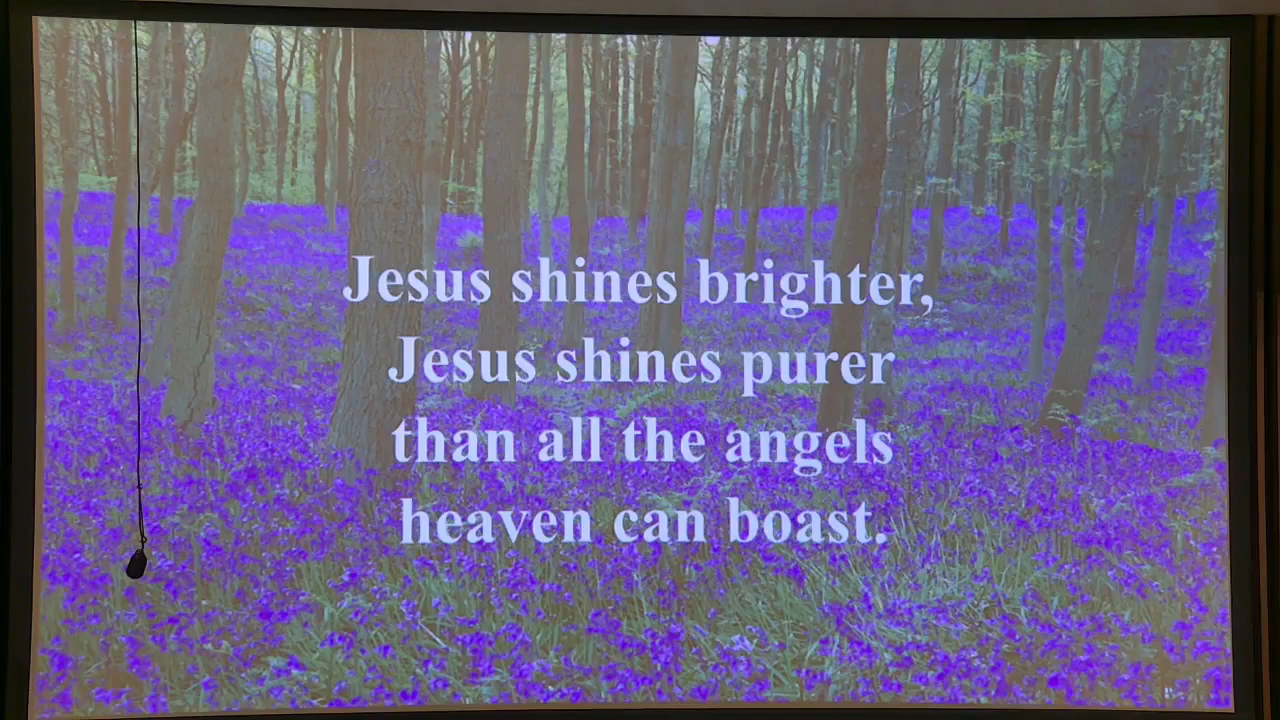 Jesus shines brighter,
Jesus shines purer
than all the angels
heaven can boast.